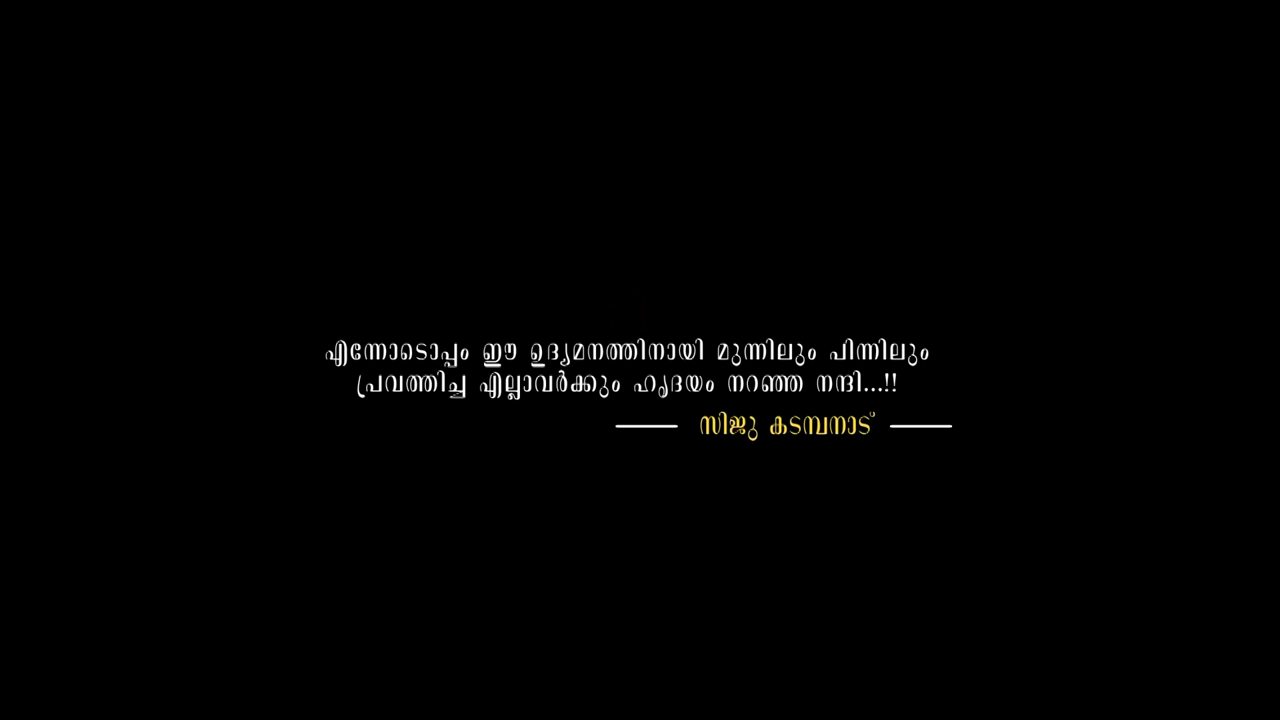 എന്നോടൊപ്പം ഈ ഉദ്യമനത്തിനായി മുന്നിലും പിന്നിലും
പ്രവത്തിച്ച എല്ലാവർക്കും ഹൃദയം നറഞ്ഞ നന്ദി...!!
സിജു കടമ്പനാട്